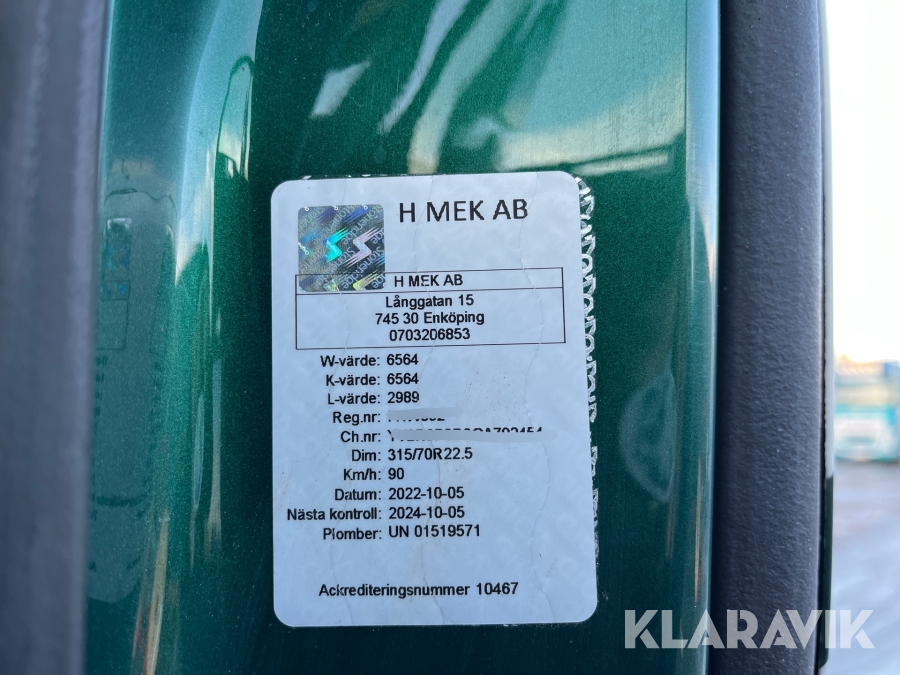 H MEK AB
Stoneridge
H MEK AB
Långgatan 15
745 30 Enköping
0703206853
W-värde: 6564
K-värde: 6564
L-värde: 2989
Reg.nr:
Ch.nr:
Dim: 315/70R22.5
Km/h: 90
Datum: 2022-10-05
Nästa kontroll: 2024-10-05
Plomber: UN 01519571
Ackrediteringsnummer 10467
KLARAVIK